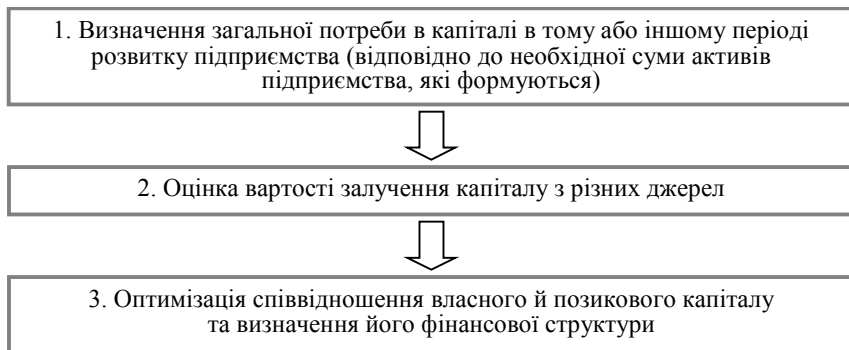 1. Визначення загальної потреби в капіталі в тому або іншому періоді
розвитку підприємства (відповідно до необхідної суми активів
підприємства, які формуються)
2. Оцінка вартості залучення капіталу з різних джерел
3. Оптимізація співвідношення власного й позикового капіталу
та визначення його фінансової структури